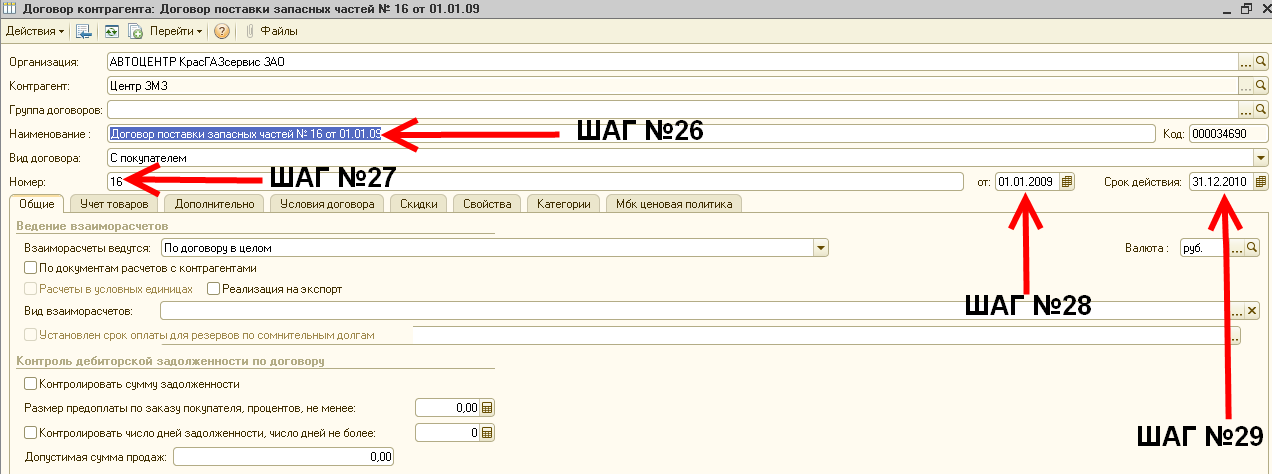 Договор контрагента: Договор поставки запасных частей № 16 от 01.01.09
Действия Перейти ? Файлы
Организация: АВТОЦЕНТР КрасГАЗсервис ЗАО ...
Контрагент: Центр ЗМЗ ...
Группа договоров: ...
Наименование : Договор поставки запасных частей № 16 от 01.01.09 ШАГ №26 Код: 000034690
Вид договора: С покупателем
Номер: 16 ШАГ №27 от: 01.01.2009 Срок действия: 31.12.2010
Общие Учет товаров Дополнительно Условия договора Скидки Свойства Категории Мбк ценовая политика
Ведение взаиморасчетов
Взаиморасчеты ведутся: По договору в целом Валюта : руб. ...
По документам расчетов с контрагентами
Расчеты в условных единицах Реализация на экспорт
ШАГ №28
Вид взаиморасчетов: ...
Установлен срок оплаты для резервов по сомнительным долгам ..
Контроль дебиторской задолженности по договору
Контролировать сумму задолженности
Размер предоплаты по заказу покупателя, процентов, не менее: 0,00
Контролировать число дней задолженности, число дней не более: 0
ШАГ №29
Допустимая сумма продаж: 0,00